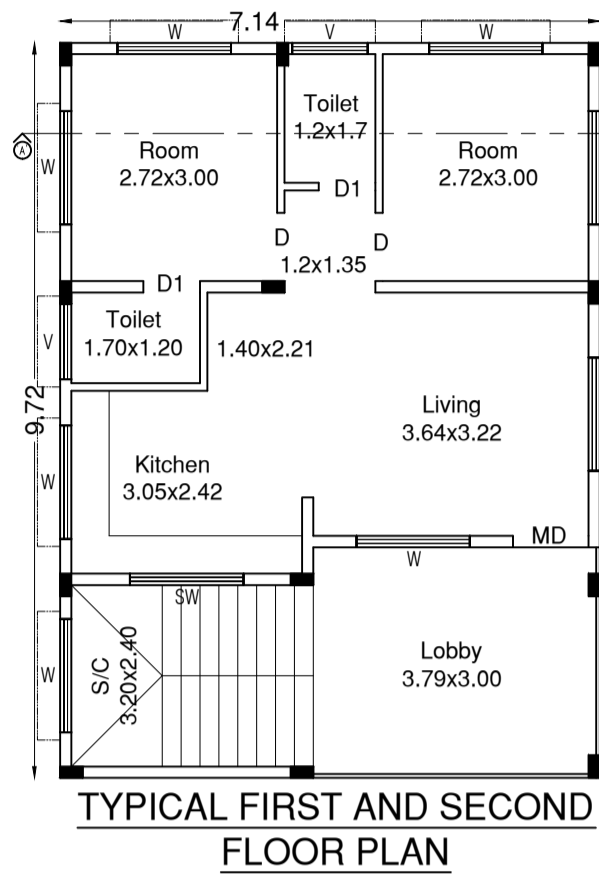 7.14
W
V
W
Toilet
1.2x1.7
A
Room
2.72x3.00
Room
2.72x3.00
W
D1
D
D
1.2x1.35
D1
Toilet
1.70x1.20
V
1.40x2.21
9.72
Living
3.64x3.22
Kitchen
3.05x2.42
W
MD
W
SW
S/C
3.20x2.40
W
Lobby
3.79x3.00
TYPICAL FIRST AND SECOND
FLOOR PLAN